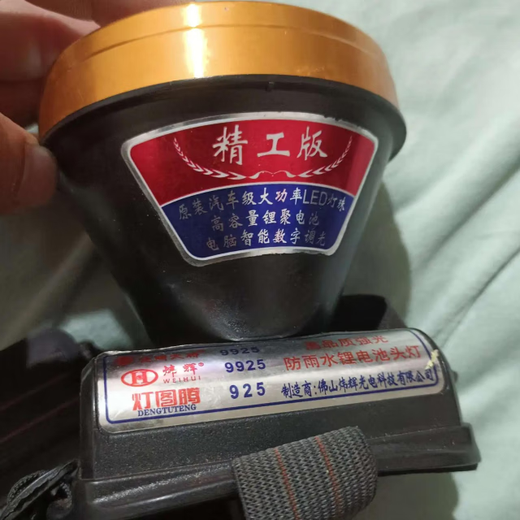 精工版
原装汽车级大功率LED灯珠
高容量锂聚电池
电脑智能数字调光
9925
H 炜辉 9925 防雨水锂电池头灯
WEIHUI
灯图腾 925 制造商：佛山炜辉光电科技有限公司
DENGTUTENG